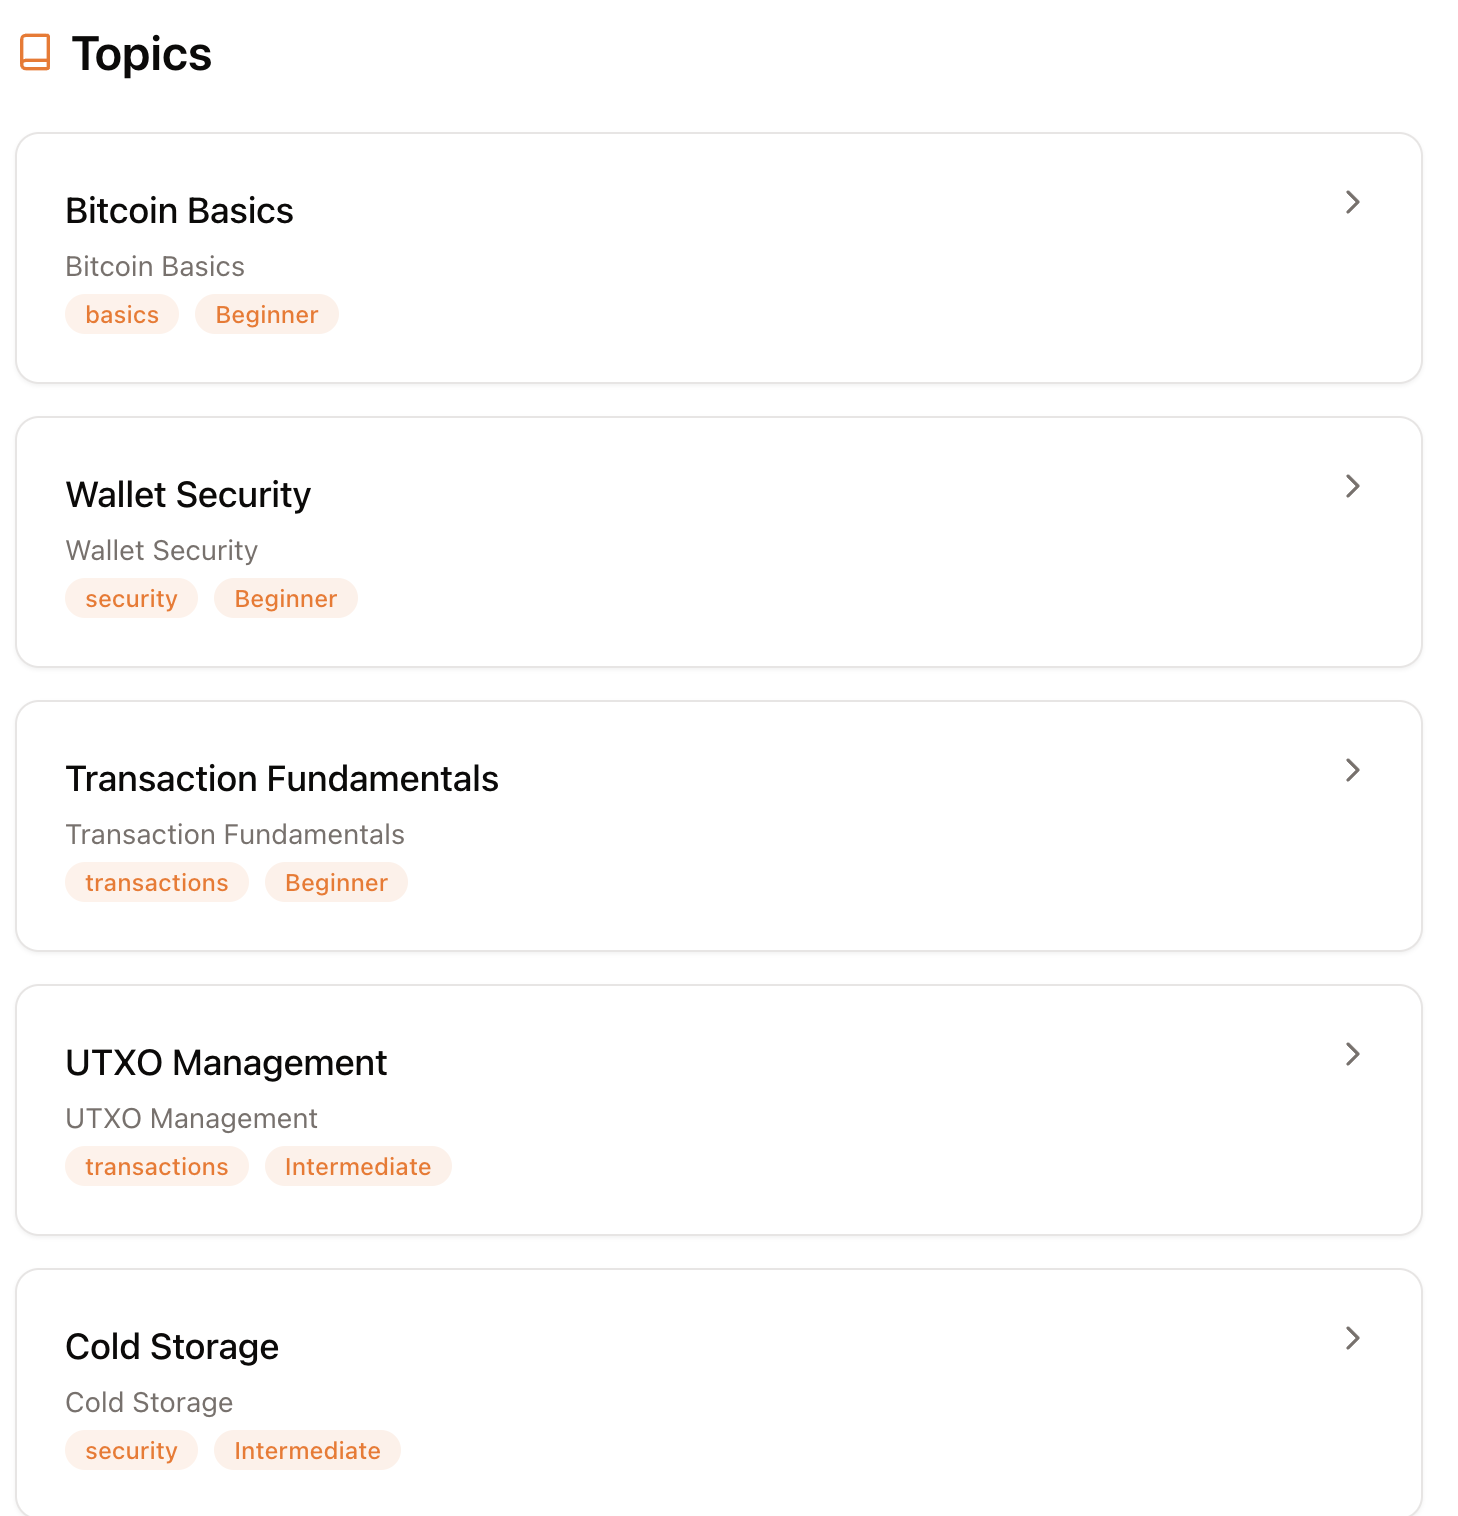 Topics
Bitcoin Basics
Bitcoin Basics
basics Beginner
Wallet Security
Wallet Security
security Beginner
Transaction Fundamentals
Transaction Fundamentals
transactions Beginner
UTXO Management
UTXO Management
transactions Intermediate
Cold Storage
Cold Storage
security Intermediate